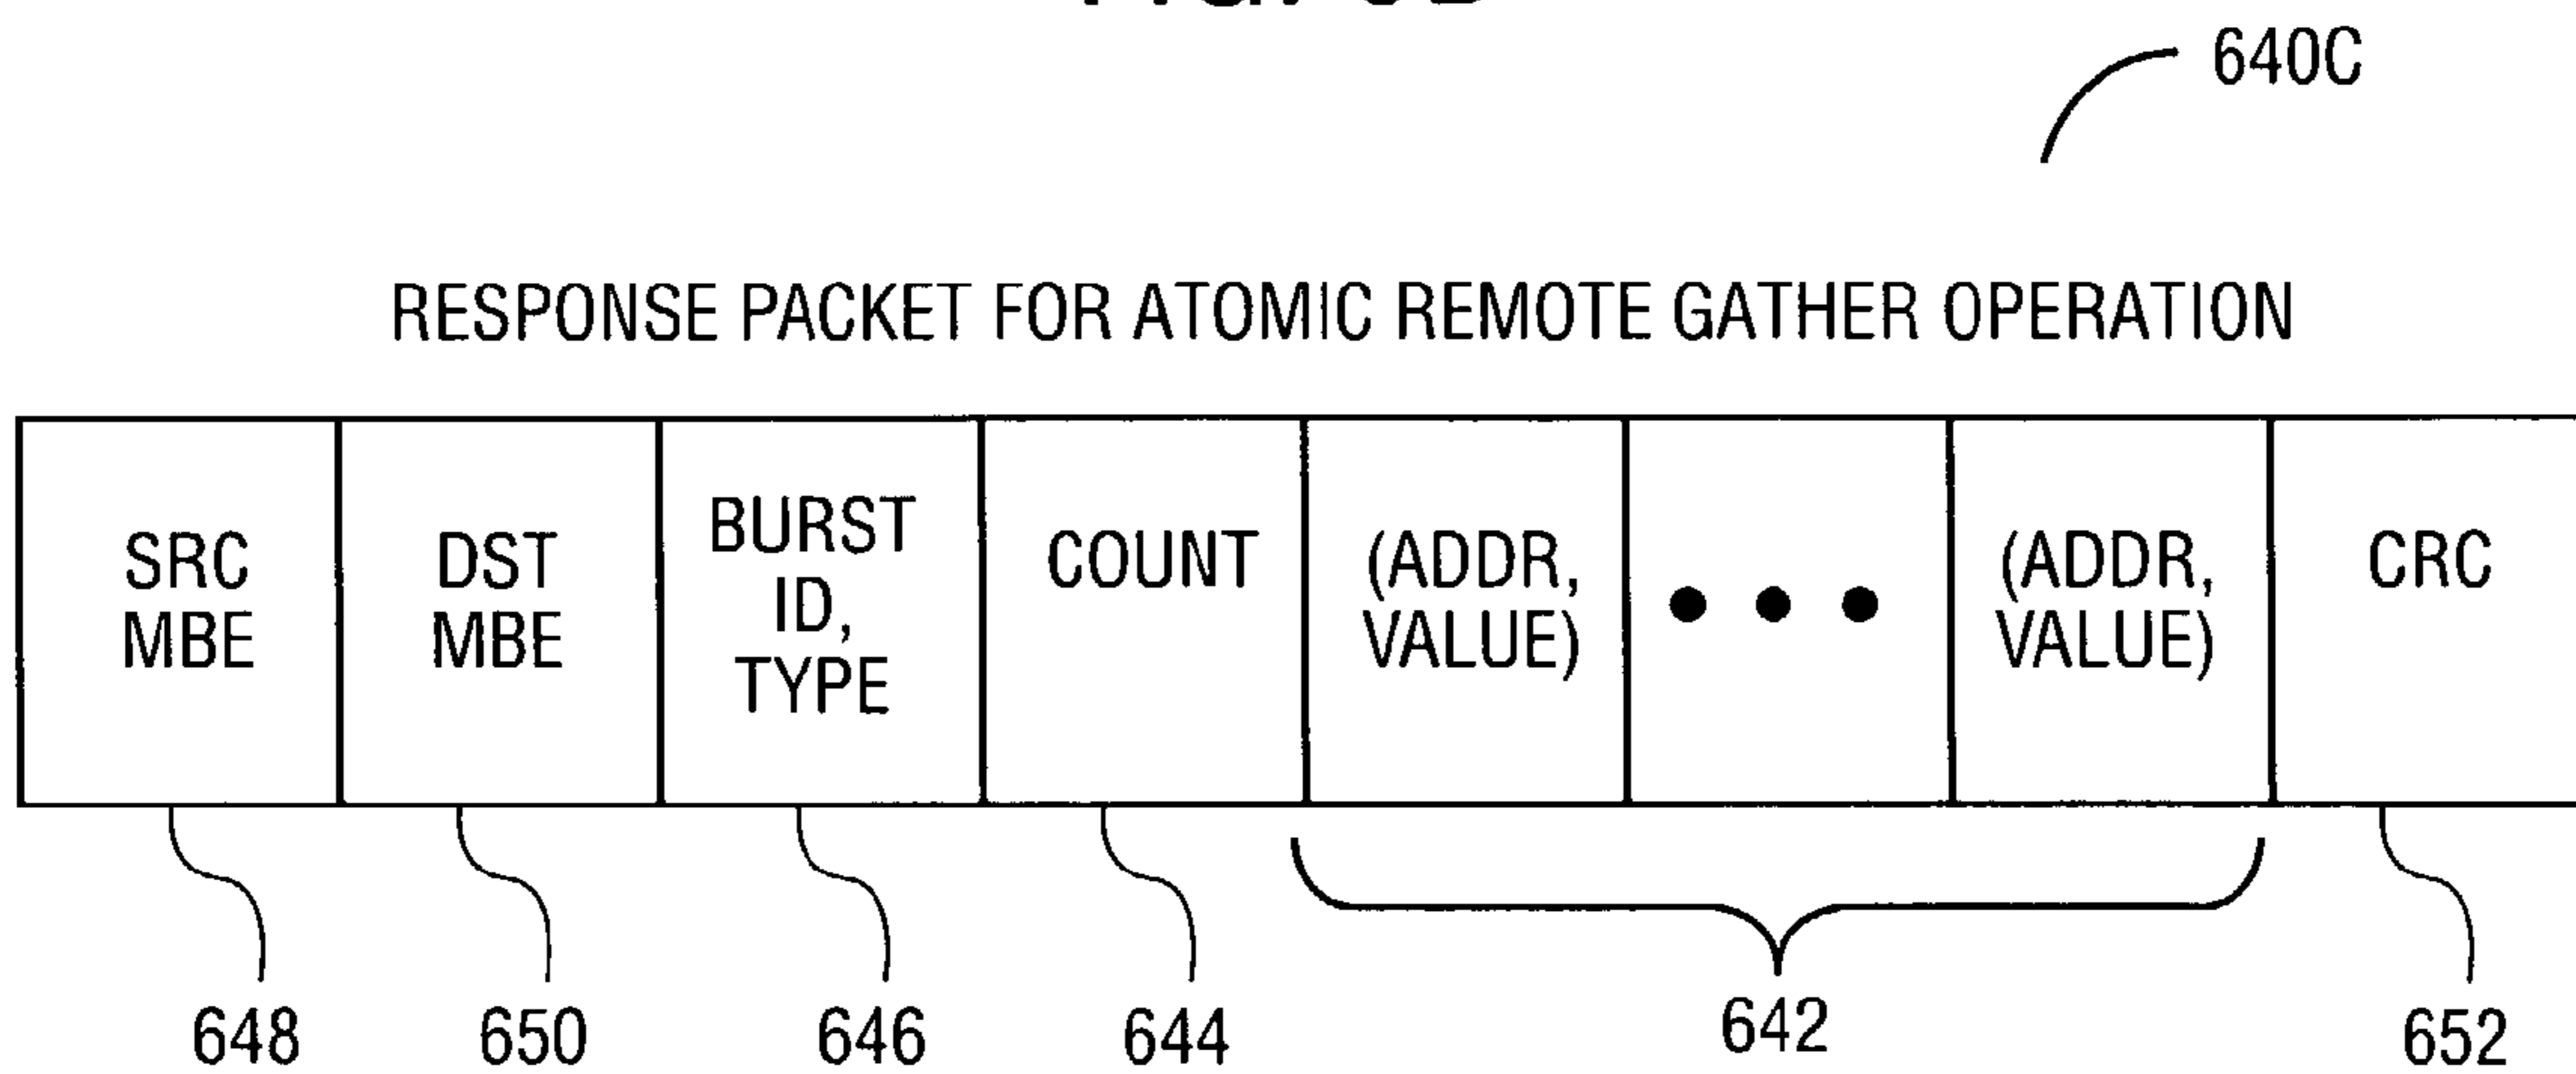 640C
RESPONSE PACKET FOR ATOMIC REMOTE GATHER OPERATION
SRC
MBE
DST
MBE
BURST
ID,
TYPE
COUNT
(ADDR,
VALUE)
(ADDR,
VALUE)
CRC
648
650
646
644
642
652